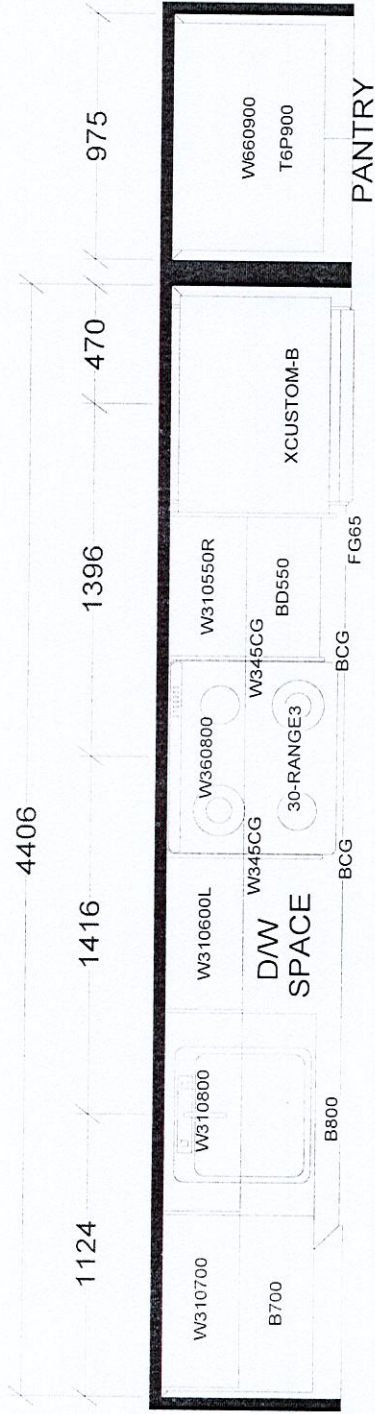 4406
1124
1416
1396
470
975
W310700
W310800
W310600L
W360800
W310550R
W660900
T6P900
B700
D/W
SPACE
W345CG
W345CG
30-RANGE3
BD550
XCUSTOM-B
B800
BCG
BCG
FG65
PANTRY